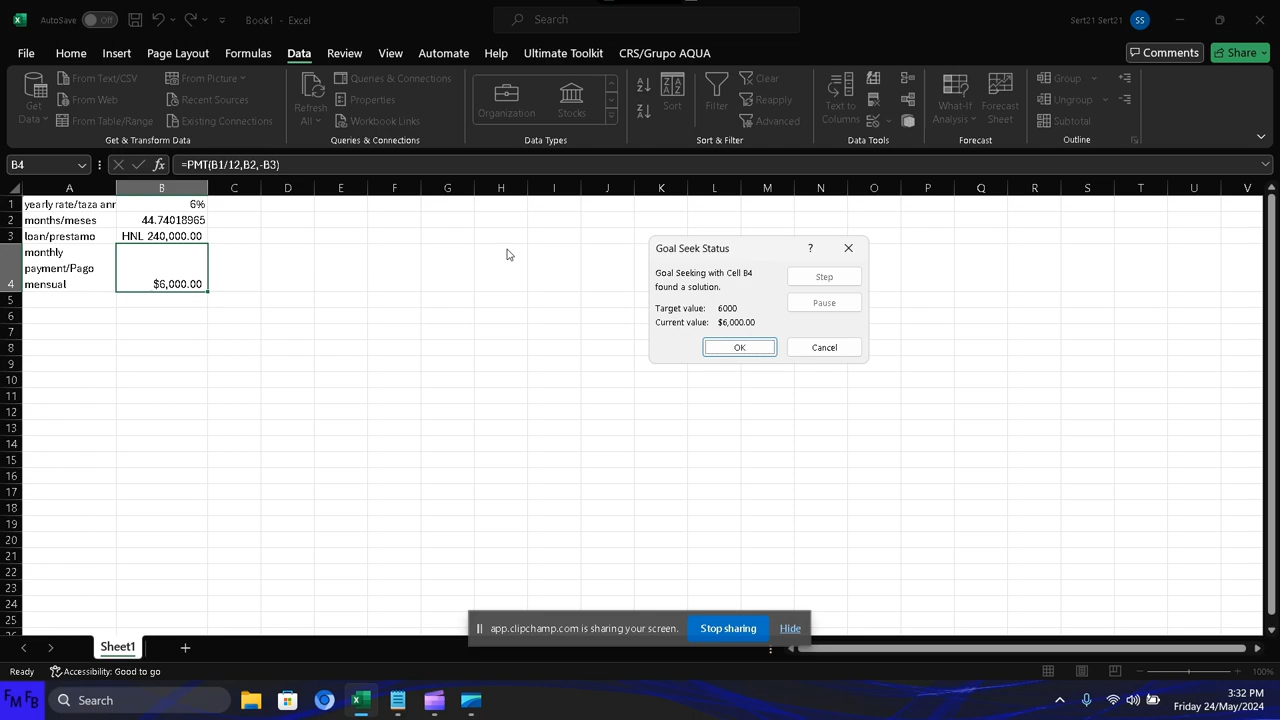 AutoSave Off Book1 - Excel Search Sert21 Sert21 SS
File Home Insert Page Layout Formulas Data Review View Automate Help Ultimate Toolkit CRS/Grupo AQUA Comments Share
Get Data
From Text/CSV
From Web
From Table/Range
From Picture
Recent Sources
Existing Connections
Get & Transform Data
Refresh All
Queries & Connections
Properties
Workbook Links
Queries & Connections
Organization
Stocks
Data Types
Sort
Filter
Clear
Reapply
Advanced
Sort & Filter
Text to Columns
Data Tools
What-If Analysis
Forecast Sheet
Forecast
Group
Ungroup
Subtotal
Outline
B4 fx =PMT(B1/12,B2,-B3)
A B C D E F G H I J K L M N O P Q R S T U V
1 yearly rate/taza anr 6%
2 months/meses 44.74018965
3 loan/prestamo HNL 240,000.00
monthly
payment/Pago
4 mensual $6,000.00
5
6
7
8
9
10
11
12
13
14
15
16
17
18
19
20
21
22
23
24
25
Goal Seek Status ?
Goal Seeking with Cell B4
found a solution.
Target value: 6000
Current value: $6,000.00
Step
Pause
OK Cancel
app.clipchamp.com is sharing your screen. Stop sharing Hide
Sheet1
Ready Accessibility: Good to go 100%
FM FB Search
3:32 PM
Friday 24/May/2024